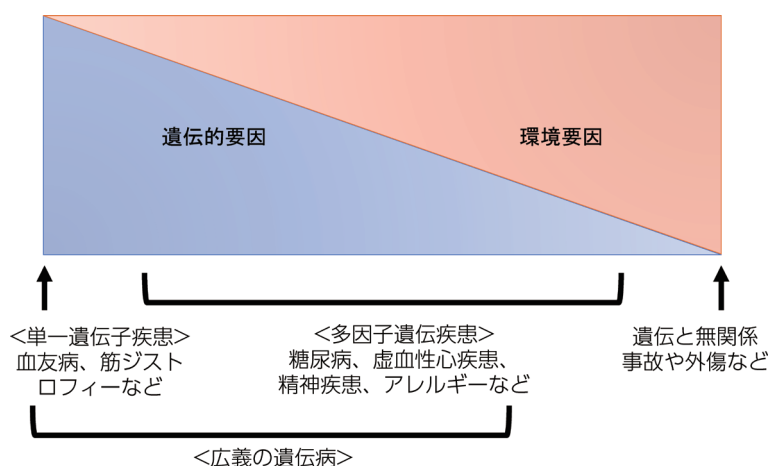 遺伝的要因
環境要因
<単一遺伝子疾患>
血友病、筋ジスト
ロフィーなど
<多因子遺伝疾患>
糖尿病、虚血性心疾患、
精神疾患、アレルギーなど
遺伝と無関係
事故や外傷など
<広義の遺伝病>